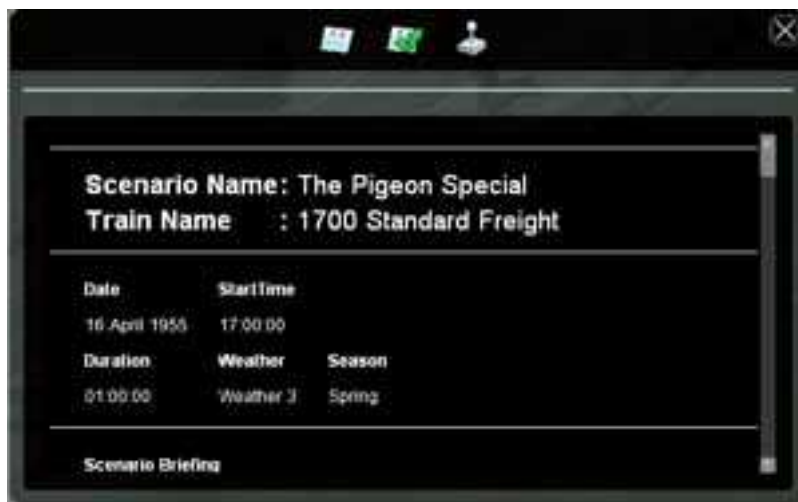 Scenario Name: The Pigeon Special
Train Name : 1700 Standard Freight
Date StartTime
16 April 1955 17:00:00
Duration Weather Season
01:00:00 Weather 3 Spring
Scenario Briefing